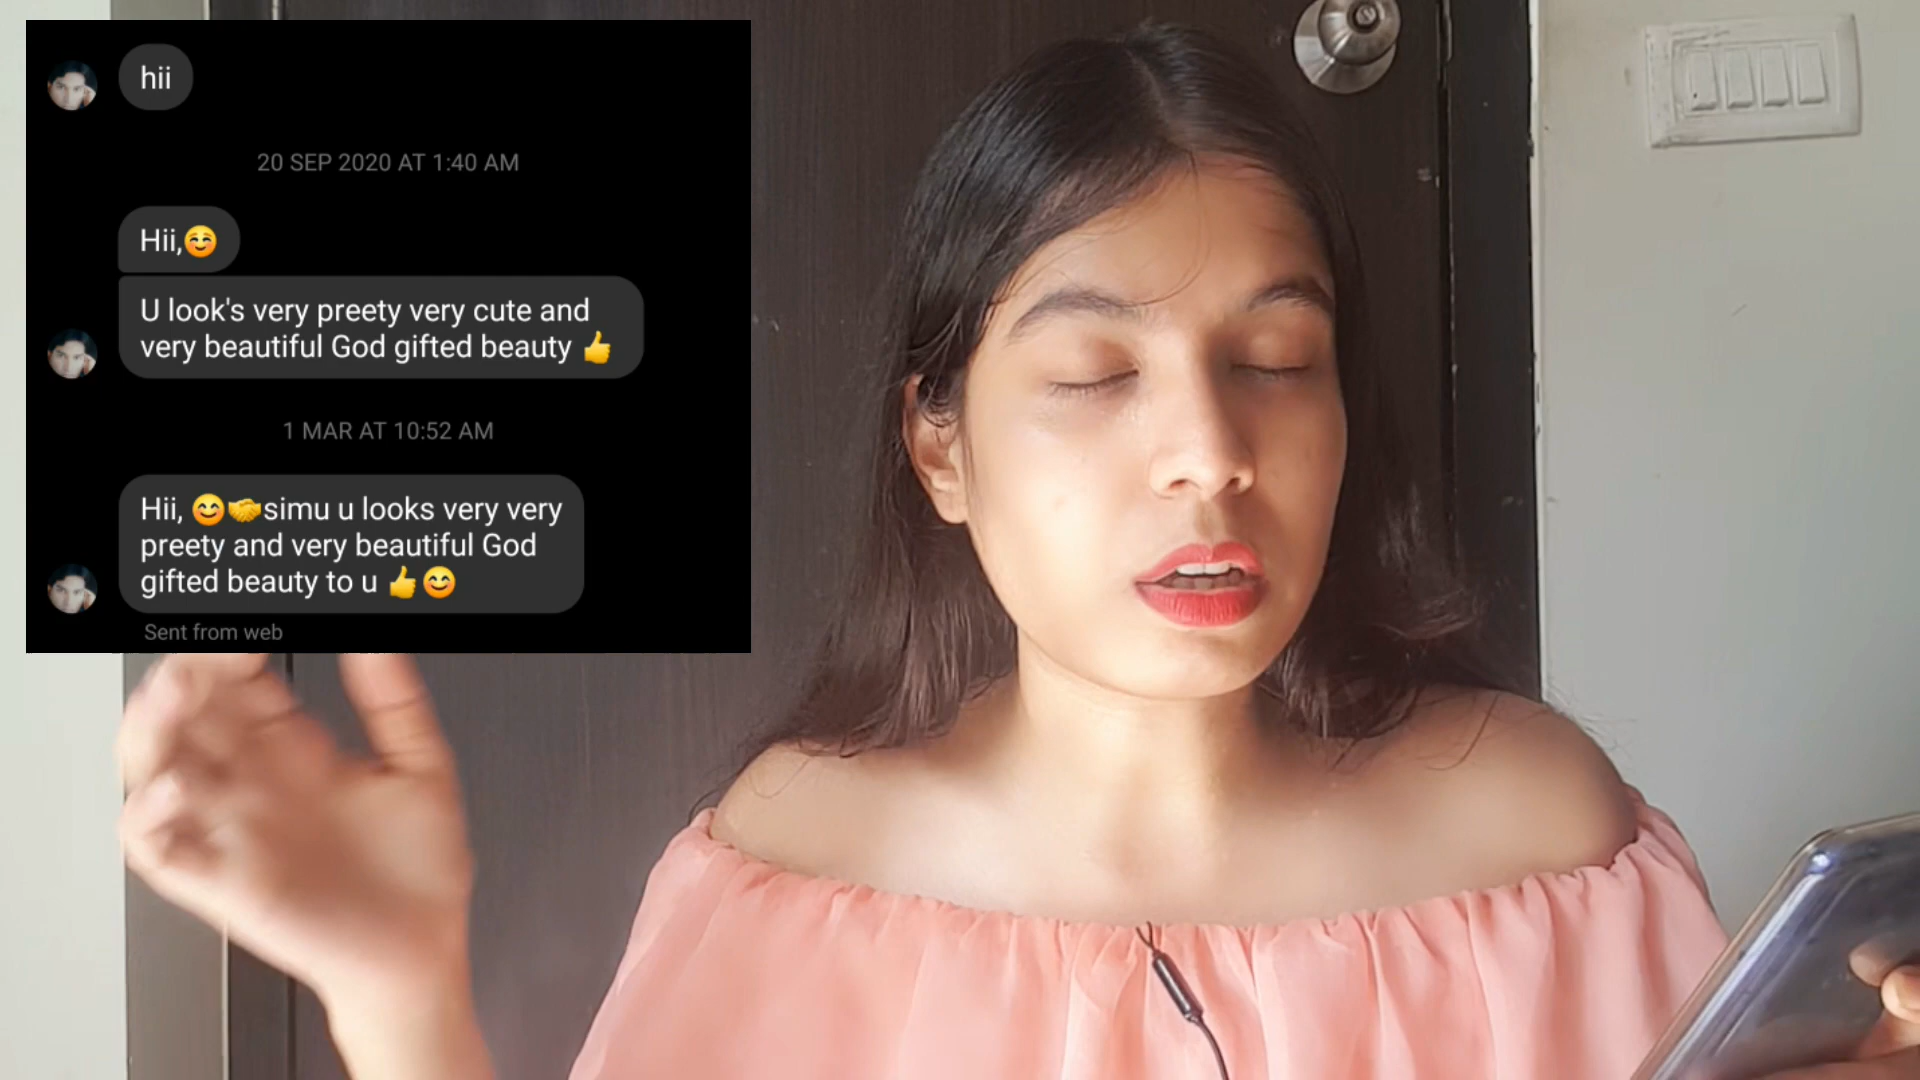 hii
20 SEP 2020 AT 1:40 AM
Hii,😊
U look's very preety very cute and
very beautiful God gifted beauty 👍
1 MAR AT 10:52 AM
Hii, 😊🤝simu u looks very very
preety and very beautiful God
gifted beauty to u 👍😊
Sent from web